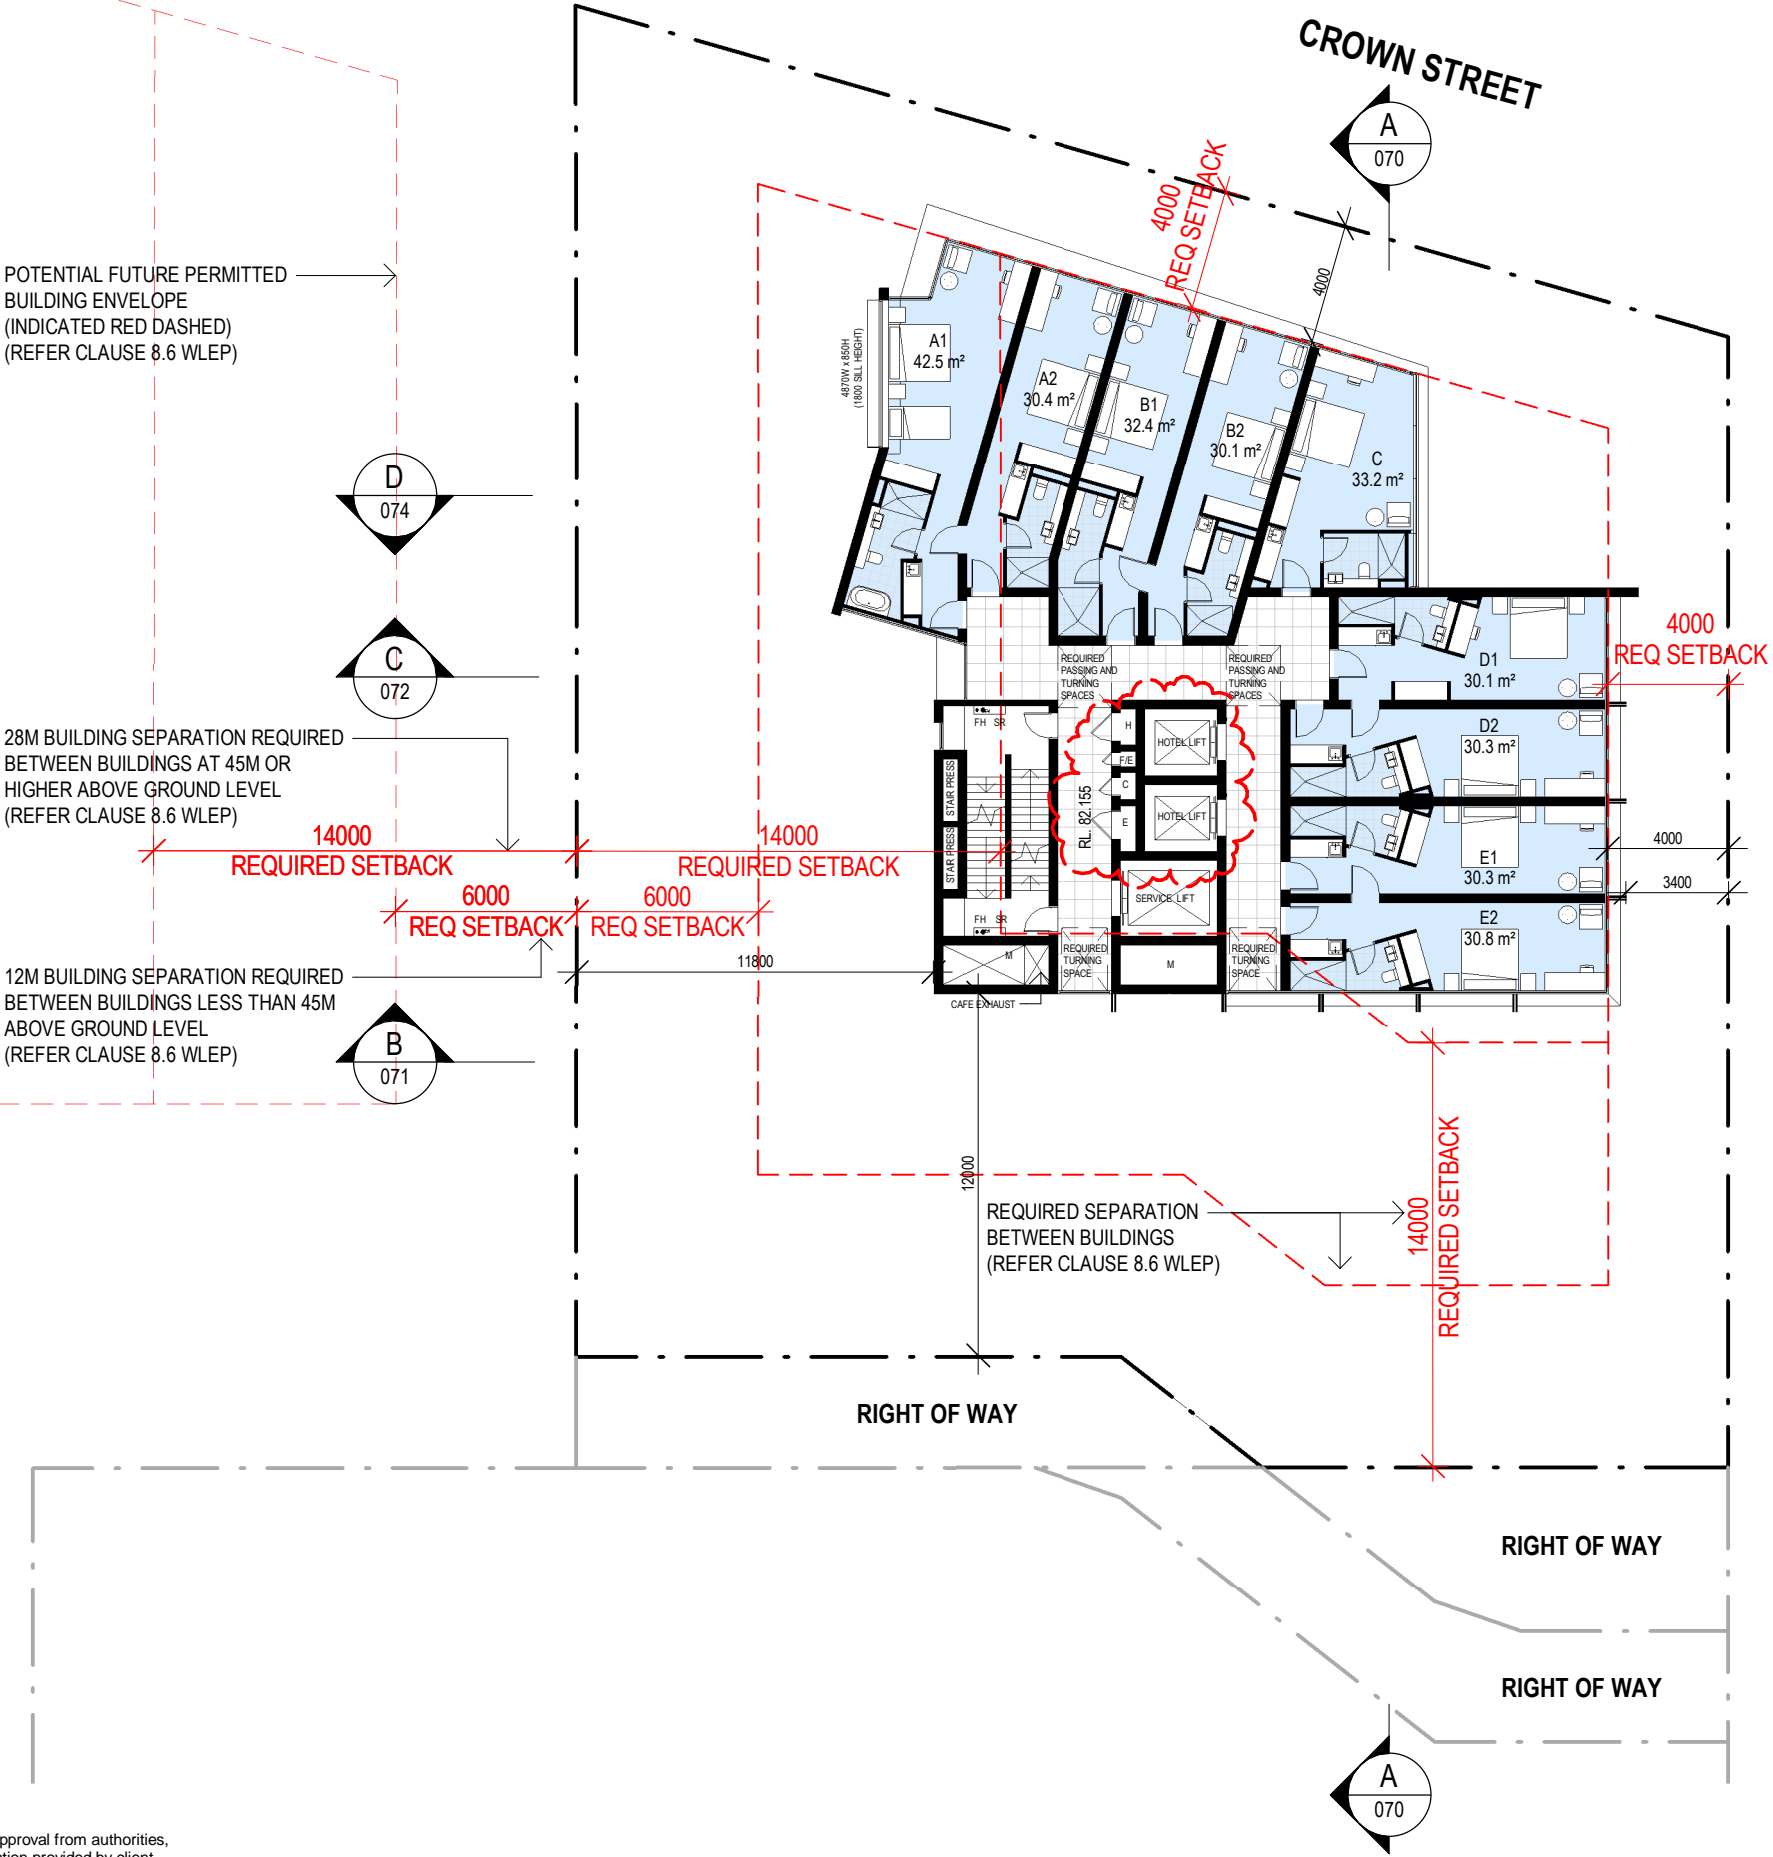 CROWN STREET
A
070
4000
REQ SETBACK
4000
POTENTIAL FUTURE PERMITTED
BUILDING ENVELOPE
(INDICATED RED DASHED)
(REFER CLAUSE 8.6 WLEP)
4870W x 850H
(1800 SILL HEIGHT)
A1
42.5 m²
A2
30.4 m²
B1
32.4 m²
B2
30.1 m²
C
33.2 m²
D
074
C
072
4000
REQ SETBACK
D1
30.1 m²
REQUIRED
PASSING AND
TURNING
SPACES
REQUIRED
PASSING AND
TURNING
SPACES
FH SR
H
HOTEL LIFT
F/E
C
E
HOTEL LIFT
RL. 82.155
STAIR PRESS
STAIR PRESS
D2
30.3 m²
E1
30.3 m²
4000
3400
28M BUILDING SEPARATION REQUIRED
BETWEEN BUILDINGS AT 45M OR
HIGHER ABOVE GROUND LEVEL
(REFER CLAUSE 8.6 WLEP)
14000
REQUIRED SETBACK
14000
REQUIRED SETBACK
6000
REQ SETBACK
6000
REQ SETBACK
SERVICE LIFT
FH SR
E2
30.8 m²
REQUIRED
TURNING
SPACE
REQUIRED
TURNING
SPACE
M
M
11800
CAFE EXHAUST
12M BUILDING SEPARATION REQUIRED
BETWEEN BUILDINGS LESS THAN 45M
ABOVE GROUND LEVEL
(REFER CLAUSE 8.6 WLEP)
B
071
12000
REQUIRED SEPARATION
BETWEEN BUILDINGS
(REFER CLAUSE 8.6 WLEP)
14000
REQUIRED SETBACK
RIGHT OF WAY
RIGHT OF WAY
RIGHT OF WAY
A
070
pproval from authorities,
tion provided by client